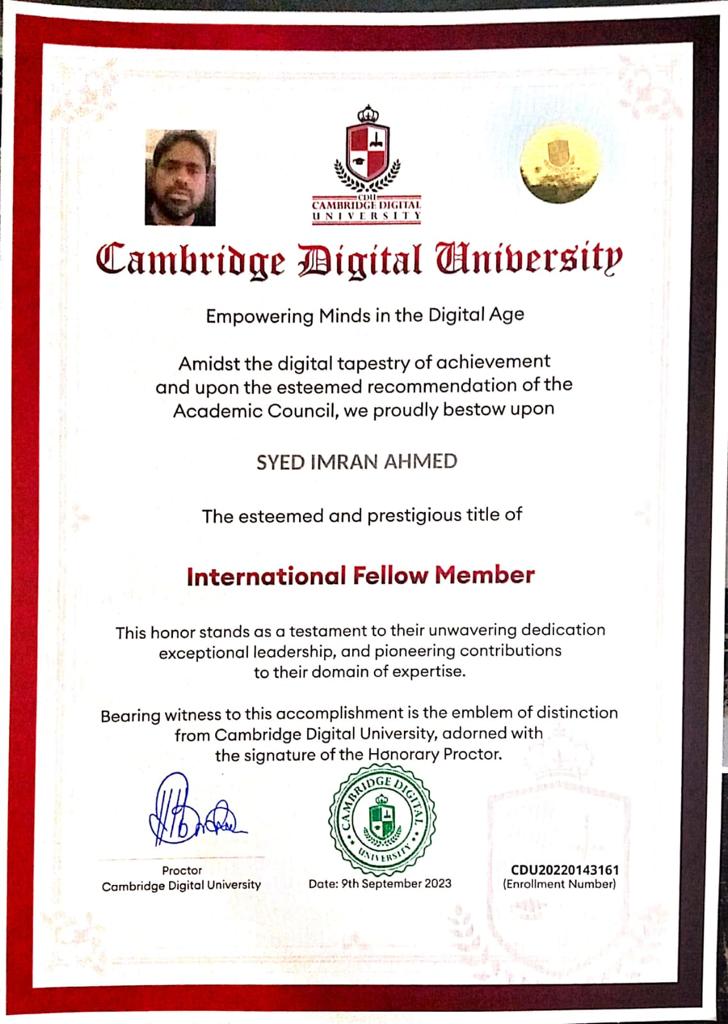 CDU
CAMBRIDGE DIGITAL
UNIVERSITY
Cambridge Digital University
Empowering Minds in the Digital Age
Amidst the digital tapestry of achievement
and upon the esteemed recommendation of the
Academic Council, we proudly bestow upon
SYED IMRAN AHMED
The esteemed and prestigious title of
International Fellow Member
This honor stands as a testament to their unwavering dedication
exceptional leadership, and pioneering contributions
to their domain of expertise.
Bearing witness to this accomplishment is the emblem of distinction
from Cambridge Digital University, adorned with
the signature of the Honorary Proctor.
CAMBRIDGE DIGITAL
UNIVERSITY
Proctor
Cambridge Digital University
Date: 9th September 2023
CDU20220143161
(Enrollment Number)